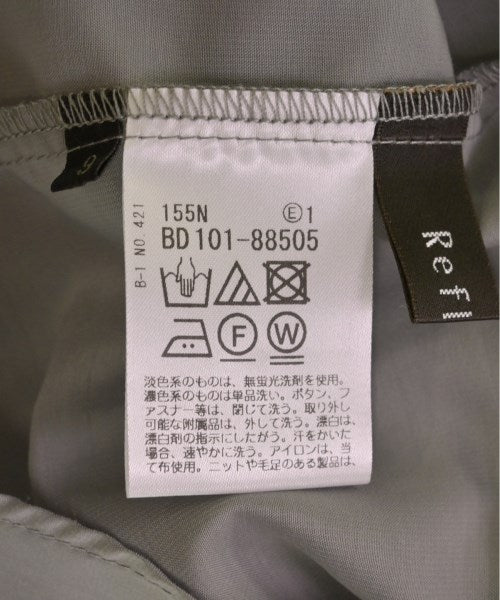 B-1 NO.421
155N Ⓔ1
BD101-88505
F W
淡色系のものは、無蛍光洗剤を使用。
濃色系のものは単品洗い。ボタン、フ
ァスナー等は、閉じて洗う。取り外し
可能な附属品は、外して洗う。漂白は、
漂白剤の指示にしたがう。汗をかいた
場合、速やかに洗う。アイロンは、当
て布使用。ニットや毛足のある製品は、
9
Refl